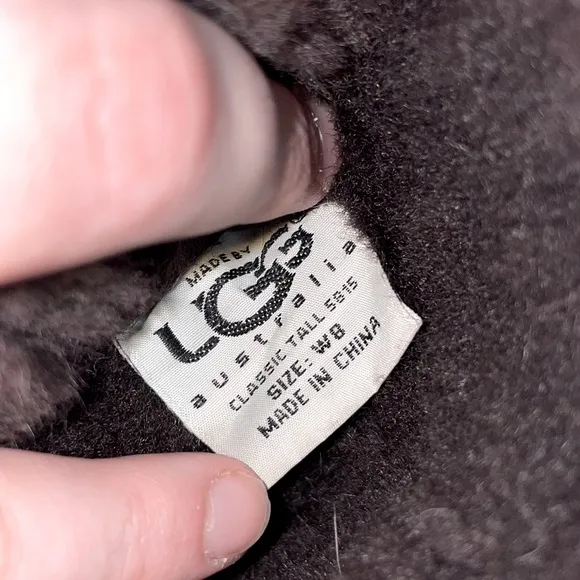 MADE BY
UGG
australia
CLASSIC TALL 5815
SIZE: W8
MADE IN CHINA